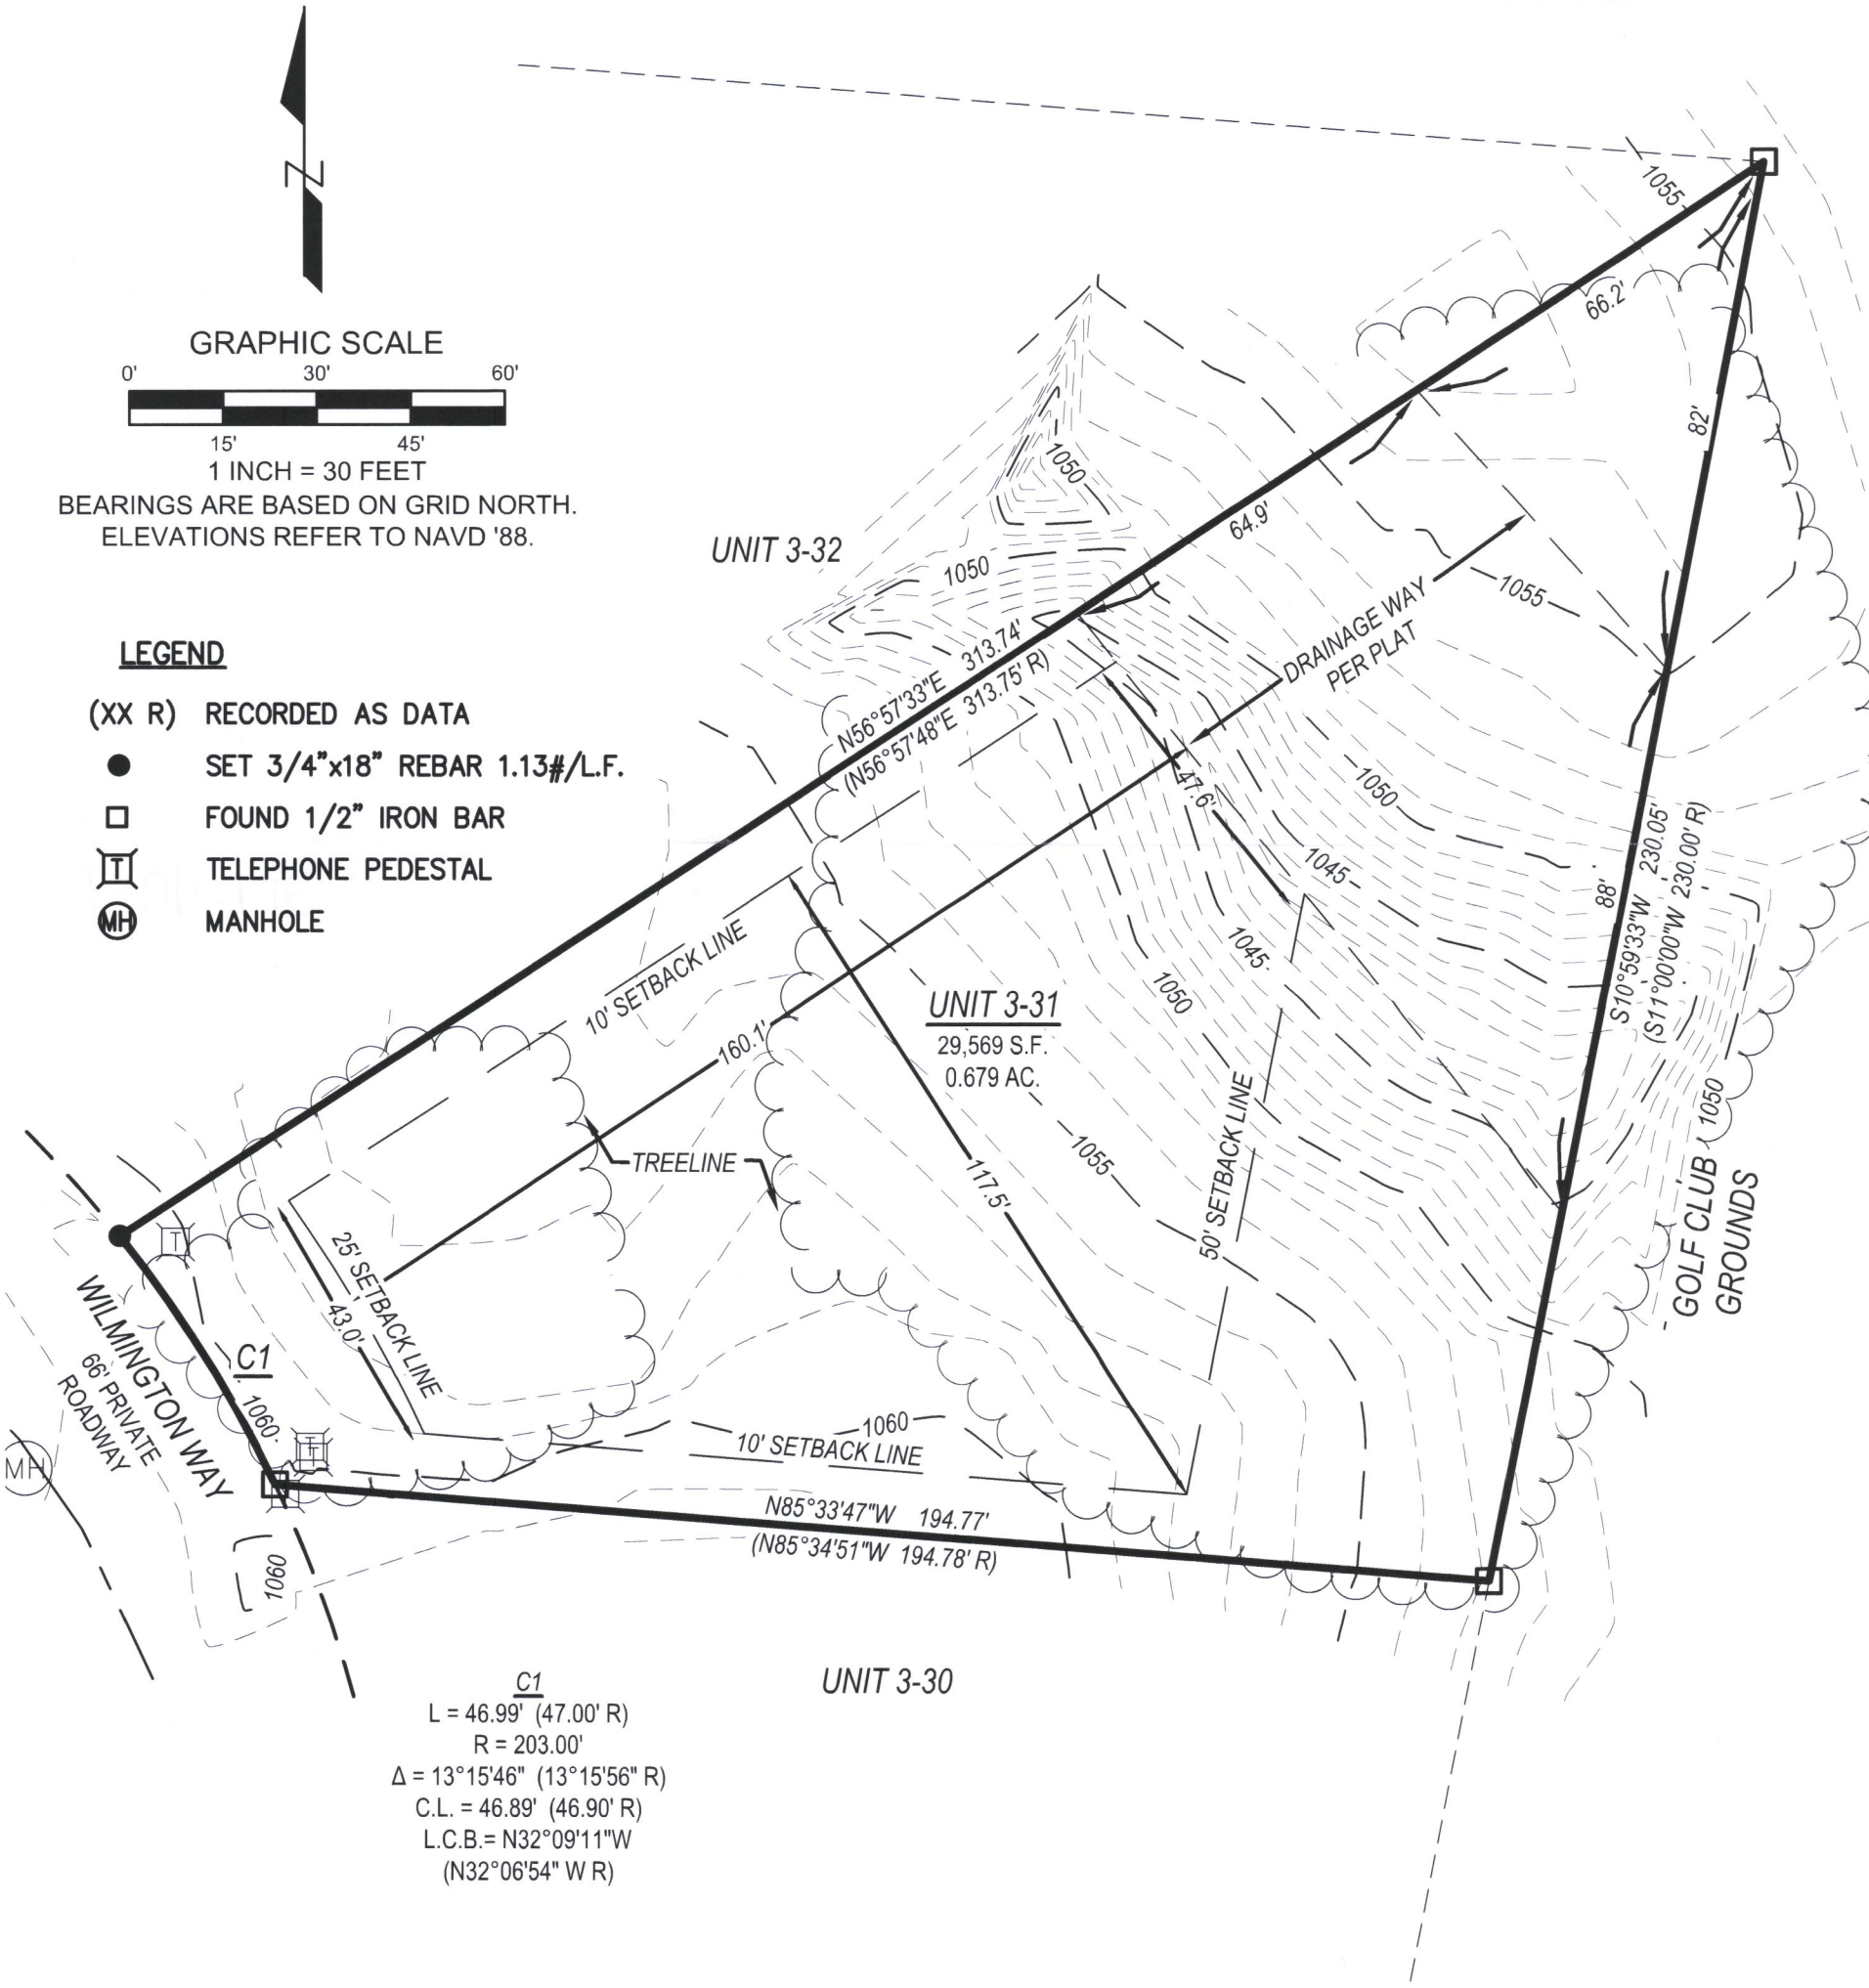 N
GRAPHIC SCALE
0' 30' 60'
15' 45'
1 INCH = 30 FEET
BEARINGS ARE BASED ON GRID NORTH.
ELEVATIONS REFER TO NAVD '88.
LEGEND
(XX R) RECORDED AS DATA
SET 3/4"x18" REBAR 1.13#/L.F.
FOUND 1/2" IRON BAR
T TELEPHONE PEDESTAL
MH MANHOLE
1055
66.2'
82'
1050
UNIT 3-32
1050
64.9'
1055
DRAINAGE WAY
PER PLAT
N56°57'33"E 313.74'
(N56°57'48"E 313.75' R)
47.6'
1050
1045
88'
S10°59'33"W 230.05'
(S11°00'00"W 230.00' R)
10' SETBACK LINE
1045
1050
UNIT 3-31
29,569 S.F.
0.679 AC.
160.1'
TREELINE
1055
117.5'
50' SETBACK LINE
1050
GOLF CLUB
GROUNDS
T
25' SETBACK LINE
43.0'
WILMINGTON WAY
66' PRIVATE
ROADWAY
C1
1060
MH
T
T
1060
10' SETBACK LINE
N85°33'47"W 194.77'
(N85°34'51"W 194.78' R)
1060
UNIT 3-30
C1
L = 46.99' (47.00' R)
R = 203.00'
Δ = 13°15'46" (13°15'56" R)
C.L. = 46.89' (46.90' R)
L.C.B.= N32°09'11"W
(N32°06'54" W R)